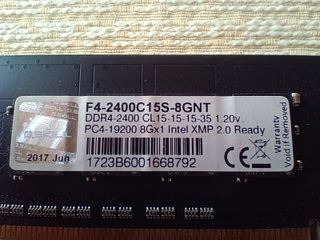 F4-2400C15S-8GNT
DDR4-2400 CL15-15-15-35 1.20v
PC4-19200 8Gx1 Intel XMP 2.0 Ready
2017 Jun
1723B6001668792
Warranty
Void if Removed
CE